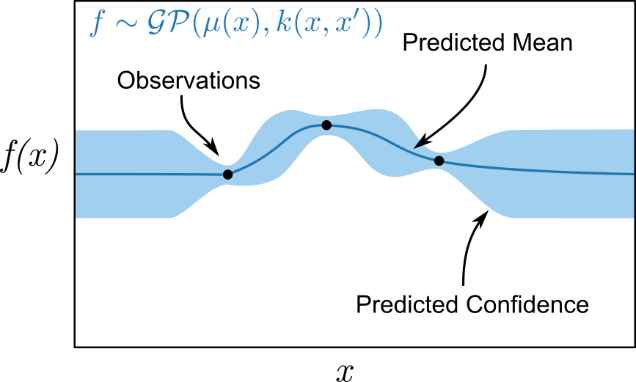 f ∼ 𝒢𝒫(μ(x), k(x, x′))
Predicted Mean
Observations
f(x)
Predicted Confidence
x